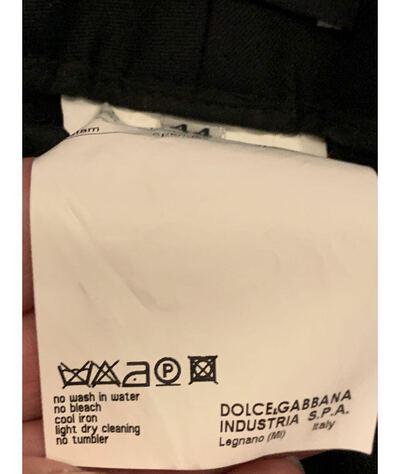 no wash in water
no bleach
cool iron
light dry cleaning
no tumbler
P
DOLCE&GABBANA
INDUSTRIA S.P.A.
Legnano (MI) Italy